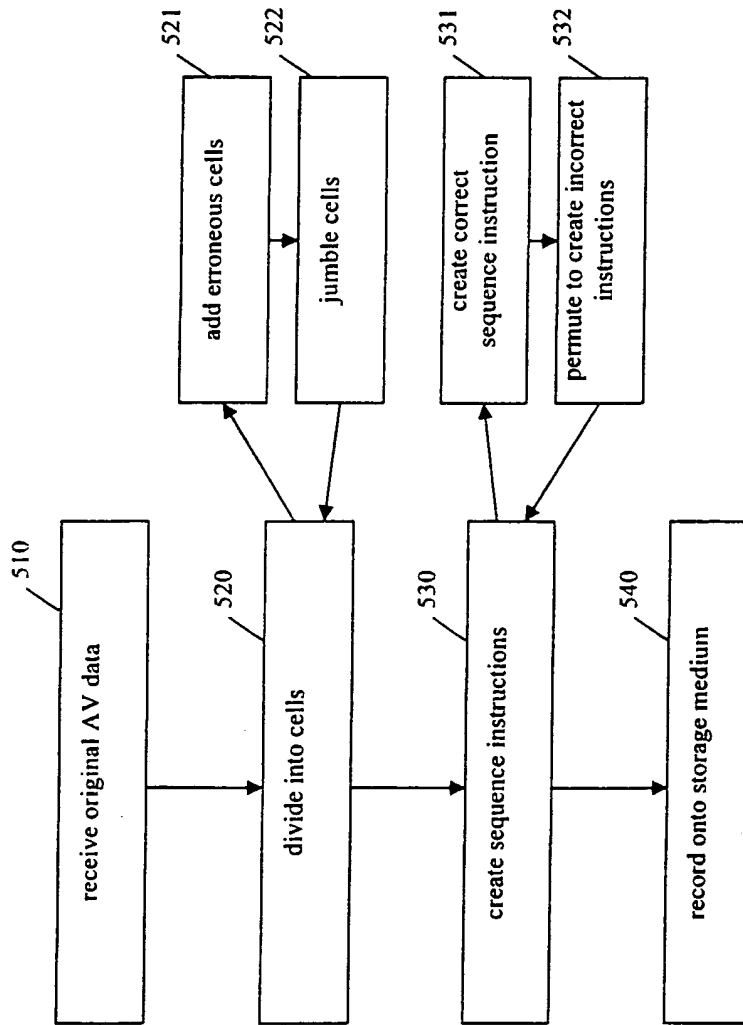 510
receive original AV data
520
divide into cells
521
add erroneous cells
522
jumble cells
530
create sequence instructions
531
create correct
sequence instruction
532
permute to create incorrect
instructions
540
record onto storage medium